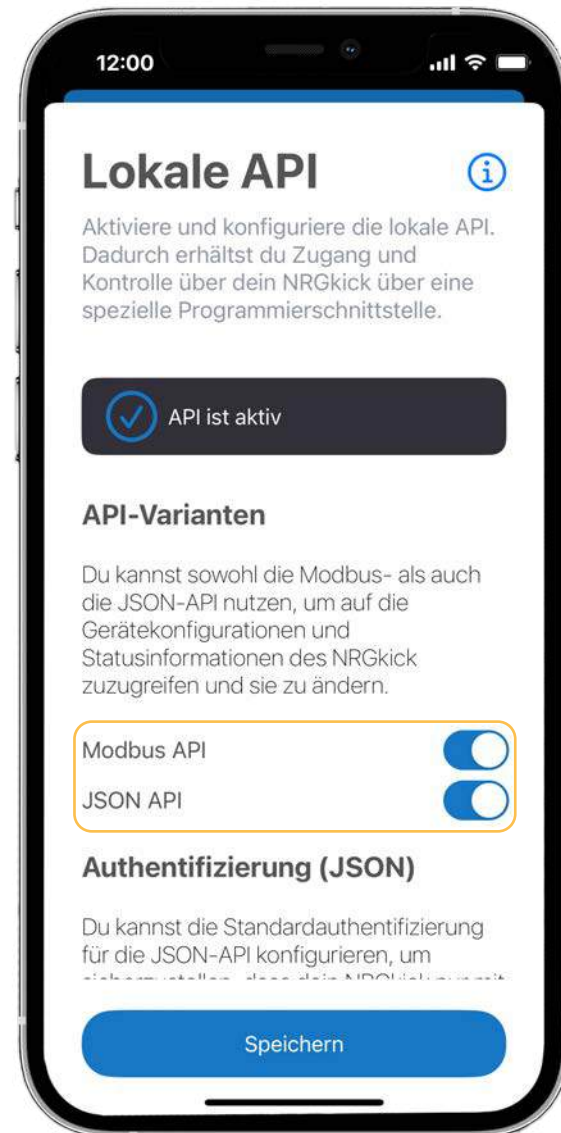 12:00
Lokale API
Aktiviere und konfiguriere die lokale API.
Dadurch erhältst du Zugang und
Kontrolle über dein NRGkick über eine
spezielle Programmierschnittstelle.
API ist aktiv
API-Varianten
Du kannst sowohl die Modbus- als auch
die JSON-API nutzen, um auf die
Gerätekonfigurationen und
Statusinformationen des NRGkick
zuzugreifen und sie zu ändern.
Modbus API
JSON API
Authentifizierung (JSON)
Du kannst die Standardauthentifizierung
für die JSON-API konfigurieren, um
Speichern